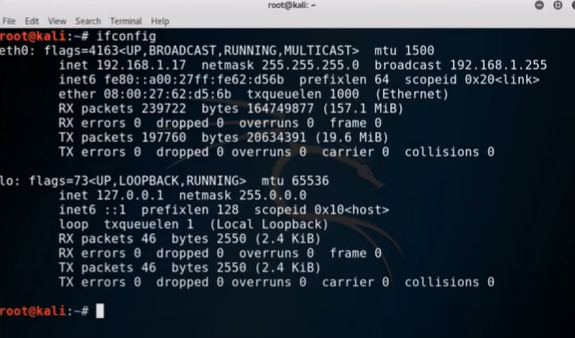 root@kali: ~
File Edit View Search Terminal Help
root@kali:~# ifconfig
eth0: flags=4163<UP,BROADCAST,RUNNING,MULTICAST>  mtu 1500
        inet 192.168.1.17  netmask 255.255.255.0  broadcast 192.168.1.255
        inet6 fe80::a00:27ff:fe62:d56b  prefixlen 64  scopeid 0x20<link>
        ether 08:00:27:62:d5:6b  txqueuelen 1000  (Ethernet)
        RX packets 239722  bytes 164749877 (157.1 MiB)
        RX errors 0  dropped 0  overruns 0  frame 0
        TX packets 197760  bytes 20634391 (19.6 MiB)
        TX errors 0  dropped 0 overruns 0  carrier 0  collisions 0
lo: flags=73<UP,LOOPBACK,RUNNING>  mtu 65536
        inet 127.0.0.1  netmask 255.0.0.0
        inet6 ::1  prefixlen 128  scopeid 0x10<host>
        loop  txqueuelen 1  (Local Loopback)
        RX packets 46  bytes 2550 (2.4 KiB)
        RX errors 0  dropped 0  overruns 0  frame 0
        TX packets 46  bytes 2550 (2.4 KiB)
        TX errors 0  dropped 0 overruns 0  carrier 0  collisions 0
root@kali:~#